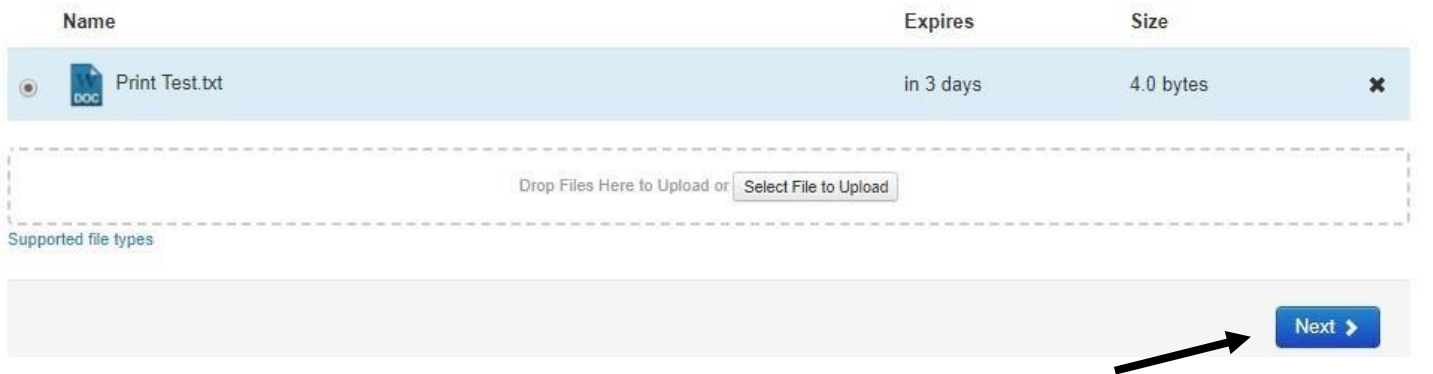 Name Expires Size
W
DOC
Print Test.txt in 3 days 4.0 bytes
Drop Files Here to Upload or Select File to Upload
Supported file types
Next